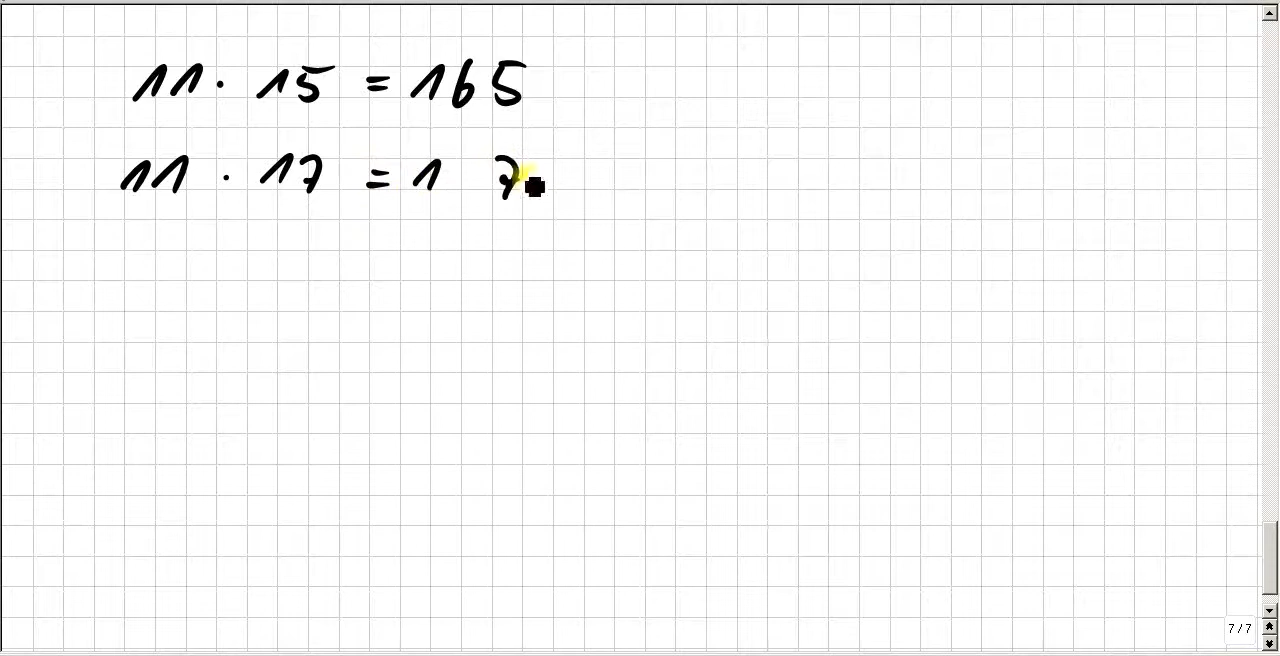 11 · 15 = 165
11 · 17 = 1 7
7/7